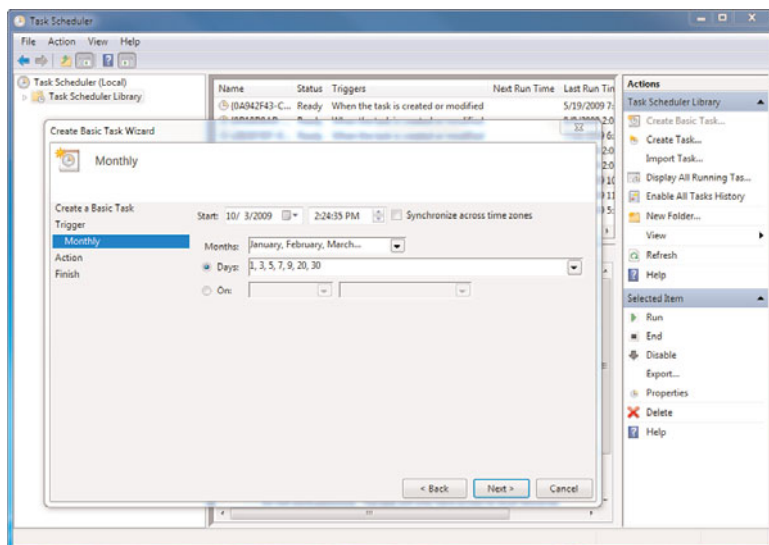 Task Scheduler
File Action View Help
Task Scheduler (Local)
Task Scheduler Library
Name Status Triggers Next Run Time Last Run Tin
{0A942F43-C... Ready When the task is created or modified 5/19/2009 7:
Create Basic Task Wizard
Monthly
Create a Basic Task
Trigger
Monthly
Action
Finish
Start: 10/ 3/2009 2:24:35 PM Synchronize across time zones
Months: January, February, March...
Days: 1, 3, 5, 7, 9, 20, 30
On:
< Back Next > Cancel
Actions
Task Scheduler Library
Create Basic Task...
Create Task...
Import Task...
Display All Running Tas...
Enable All Tasks History
New Folder...
View
Refresh
Help
Selected Item
Run
End
Disable
Export...
Properties
Delete
Help